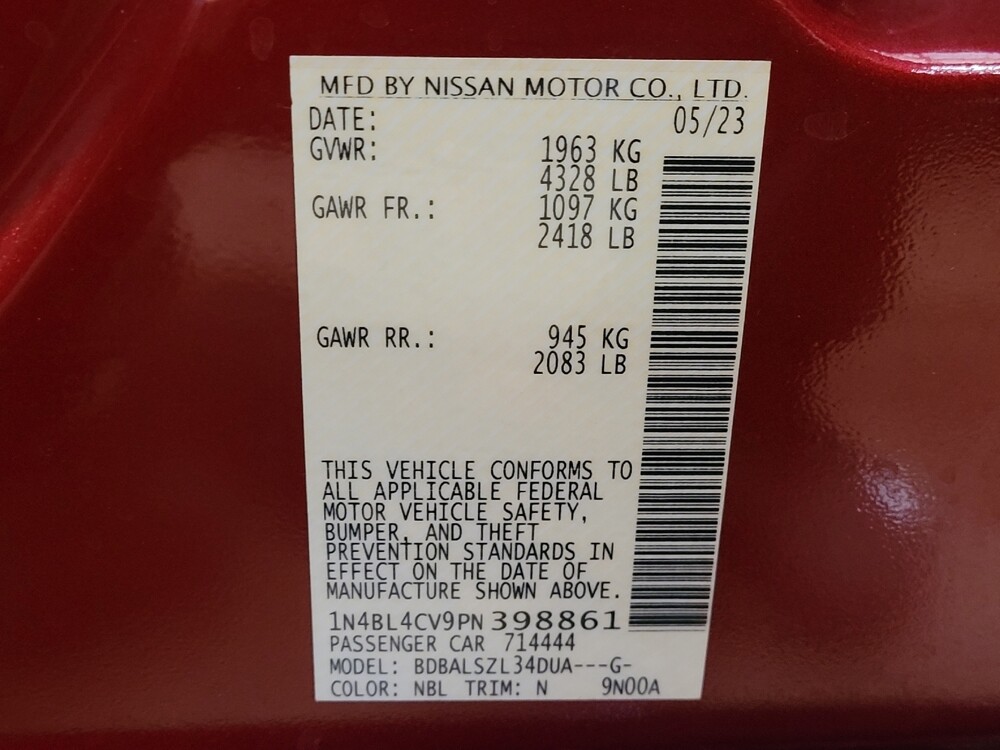 MFD BY NISSAN MOTOR CO., LTD.
DATE: 05/23
GVWR: 1963 KG
4328 LB
GAWR FR.: 1097 KG
2418 LB
GAWR RR.: 945 KG
2083 LB
THIS VEHICLE CONFORMS TO
ALL APPLICABLE FEDERAL
MOTOR VEHICLE SAFETY,
BUMPER, AND THEFT
PREVENTION STANDARDS IN
EFFECT ON THE DATE OF
MANUFACTURE SHOWN ABOVE.
1N4BL4CV9PN398861
PASSENGER CAR 714444
MODEL: BDBALSZL34DUA---G-
COLOR: NBL TRIM: N 9N00A